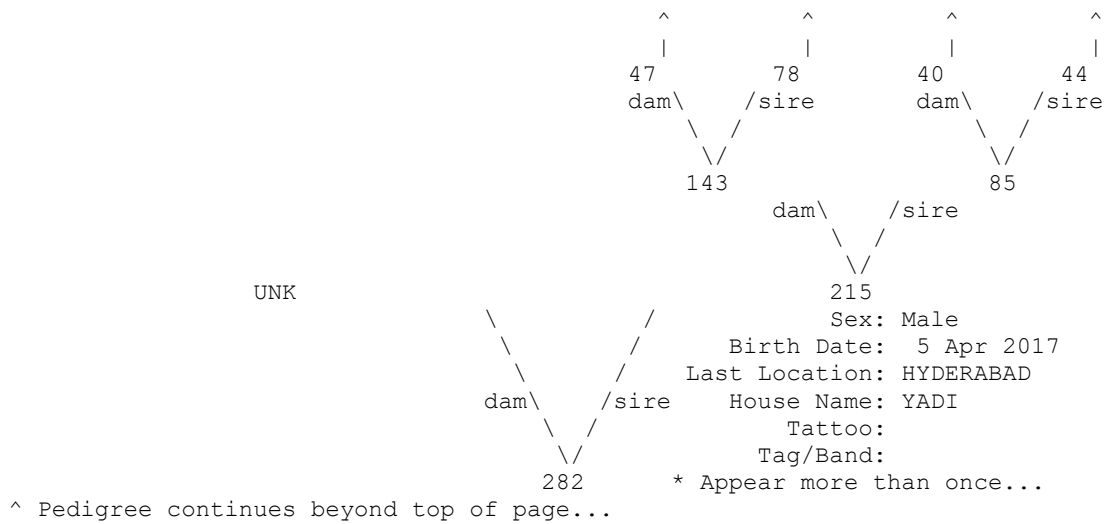 ^ ^ ^ ^
| | | |
47 78 40 44
dam\ /sire dam\ /sire
\ / \ /
\/ \/
143 85
dam\ /sire
\ /
\/
UNK 215
\ / Sex: Male
\ / Birth Date: 5 Apr 2017
\ / Last Location: HYDERABAD
dam\ /sire House Name: YADI
\ / Tattoo:
\/ Tag/Band:
282 * Appear more than once...
^ Pedigree continues beyond top of page...